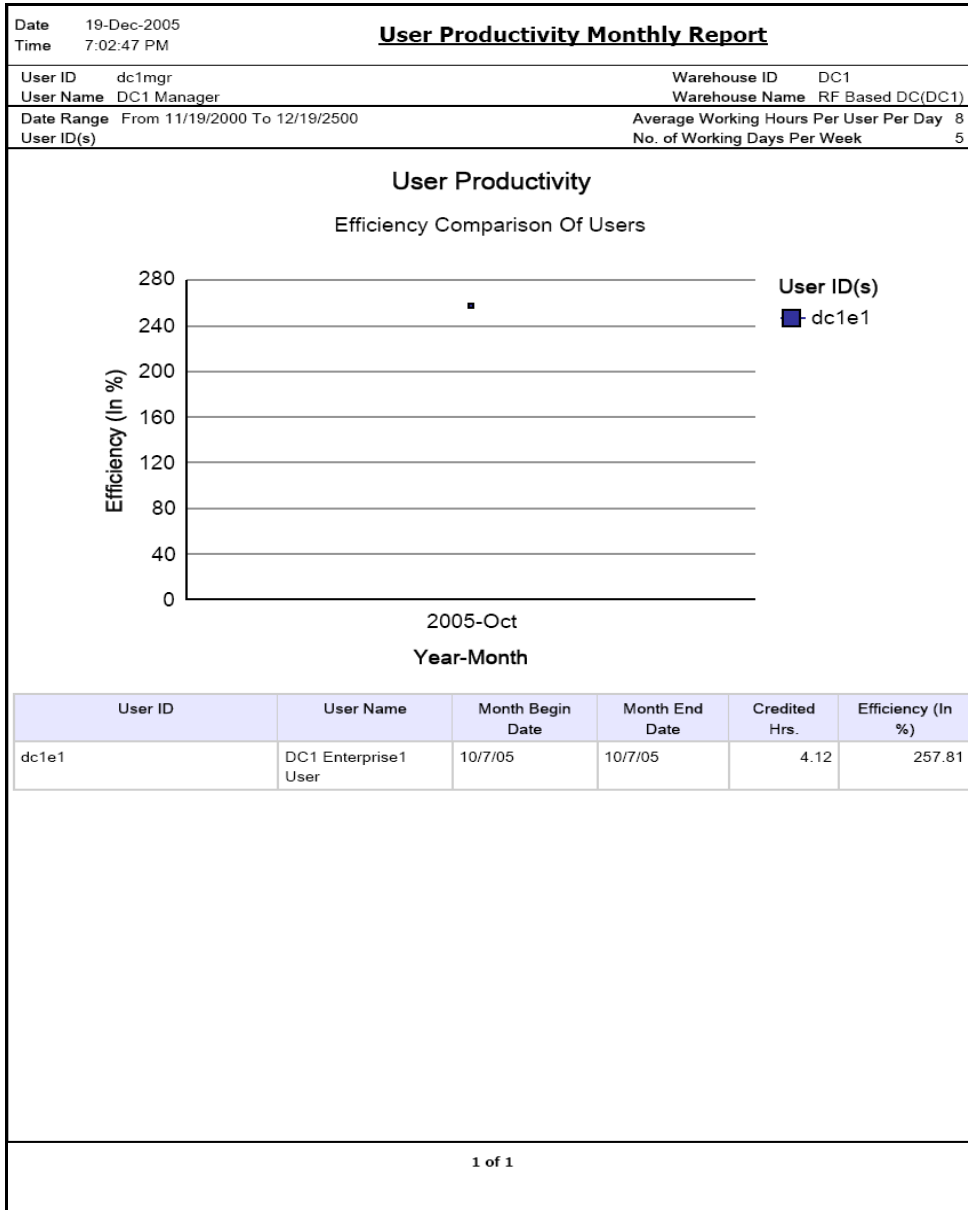 Date 19-Dec-2005
Time 7:02:47 PM
User Productivity Monthly Report
User ID dc1mgr
User Name DC1 Manager
Warehouse ID DC1
Warehouse Name RF Based DC(DC1)
Date Range From 11/19/2000 To 12/19/2500
User ID(s)
Average Working Hours Per User Per Day 8
No. of Working Days Per Week 5
User Productivity
Efficiency Comparison Of Users
280
240
200
160
120
80
40
0
Efficiency (In %)
2005-Oct
Year-Month
User ID(s)
dc1e1
User ID User Name Month Begin Date Month End Date Credited Hrs. Efficiency (In %)
dc1e1 DC1 Enterprise1 User 10/7/05 10/7/05 4.12 257.81
1 of 1